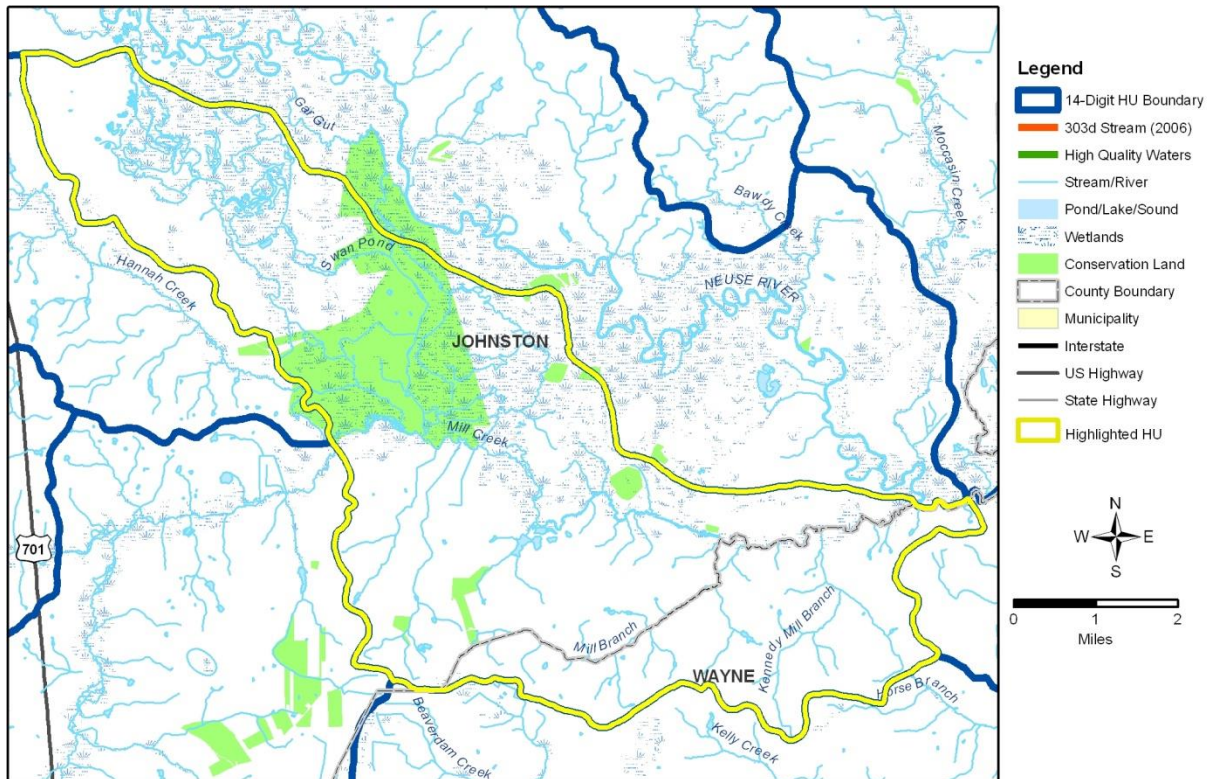 Gar Gut
Moccasin Creek
Bawdy Creek
Swan Pond
Hannah Creek
NEUSE RIVER
JOHNSTON
Mill Creek
701
Mill Branch
Kennedy Mill Branch
WAYNE
Horse Branch
Beaverdam Creek
Kelly Creek
Legend
14-Digit HU Boundary
303d Stream (2006)
High Quality Waters
Stream/River
Pond/Lake/Sound
Wetlands
Conservation Land
County Boundary
Municipality
Interstate
US Highway
State Highway
Highlighted HU
N
W E
S
0 1 2
Miles